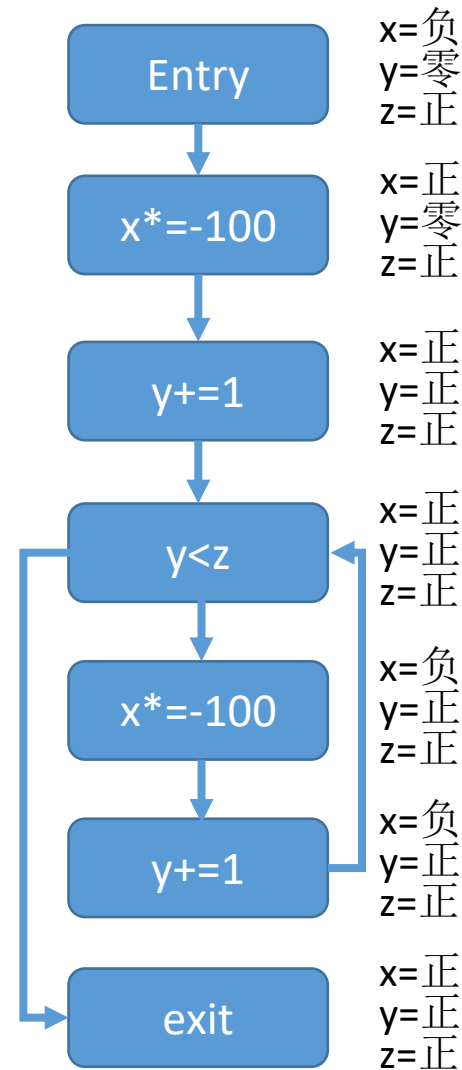 Entry
x=负
y=零
z=正
x*=-100
x=正
y=零
z=正
y+=1
x=正
y=正
z=正
y<z
x=正
y=正
z=正
x*=-100
x=负
y=正
z=正
y+=1
x=负
y=正
z=正
exit
x=正
y=正
z=正